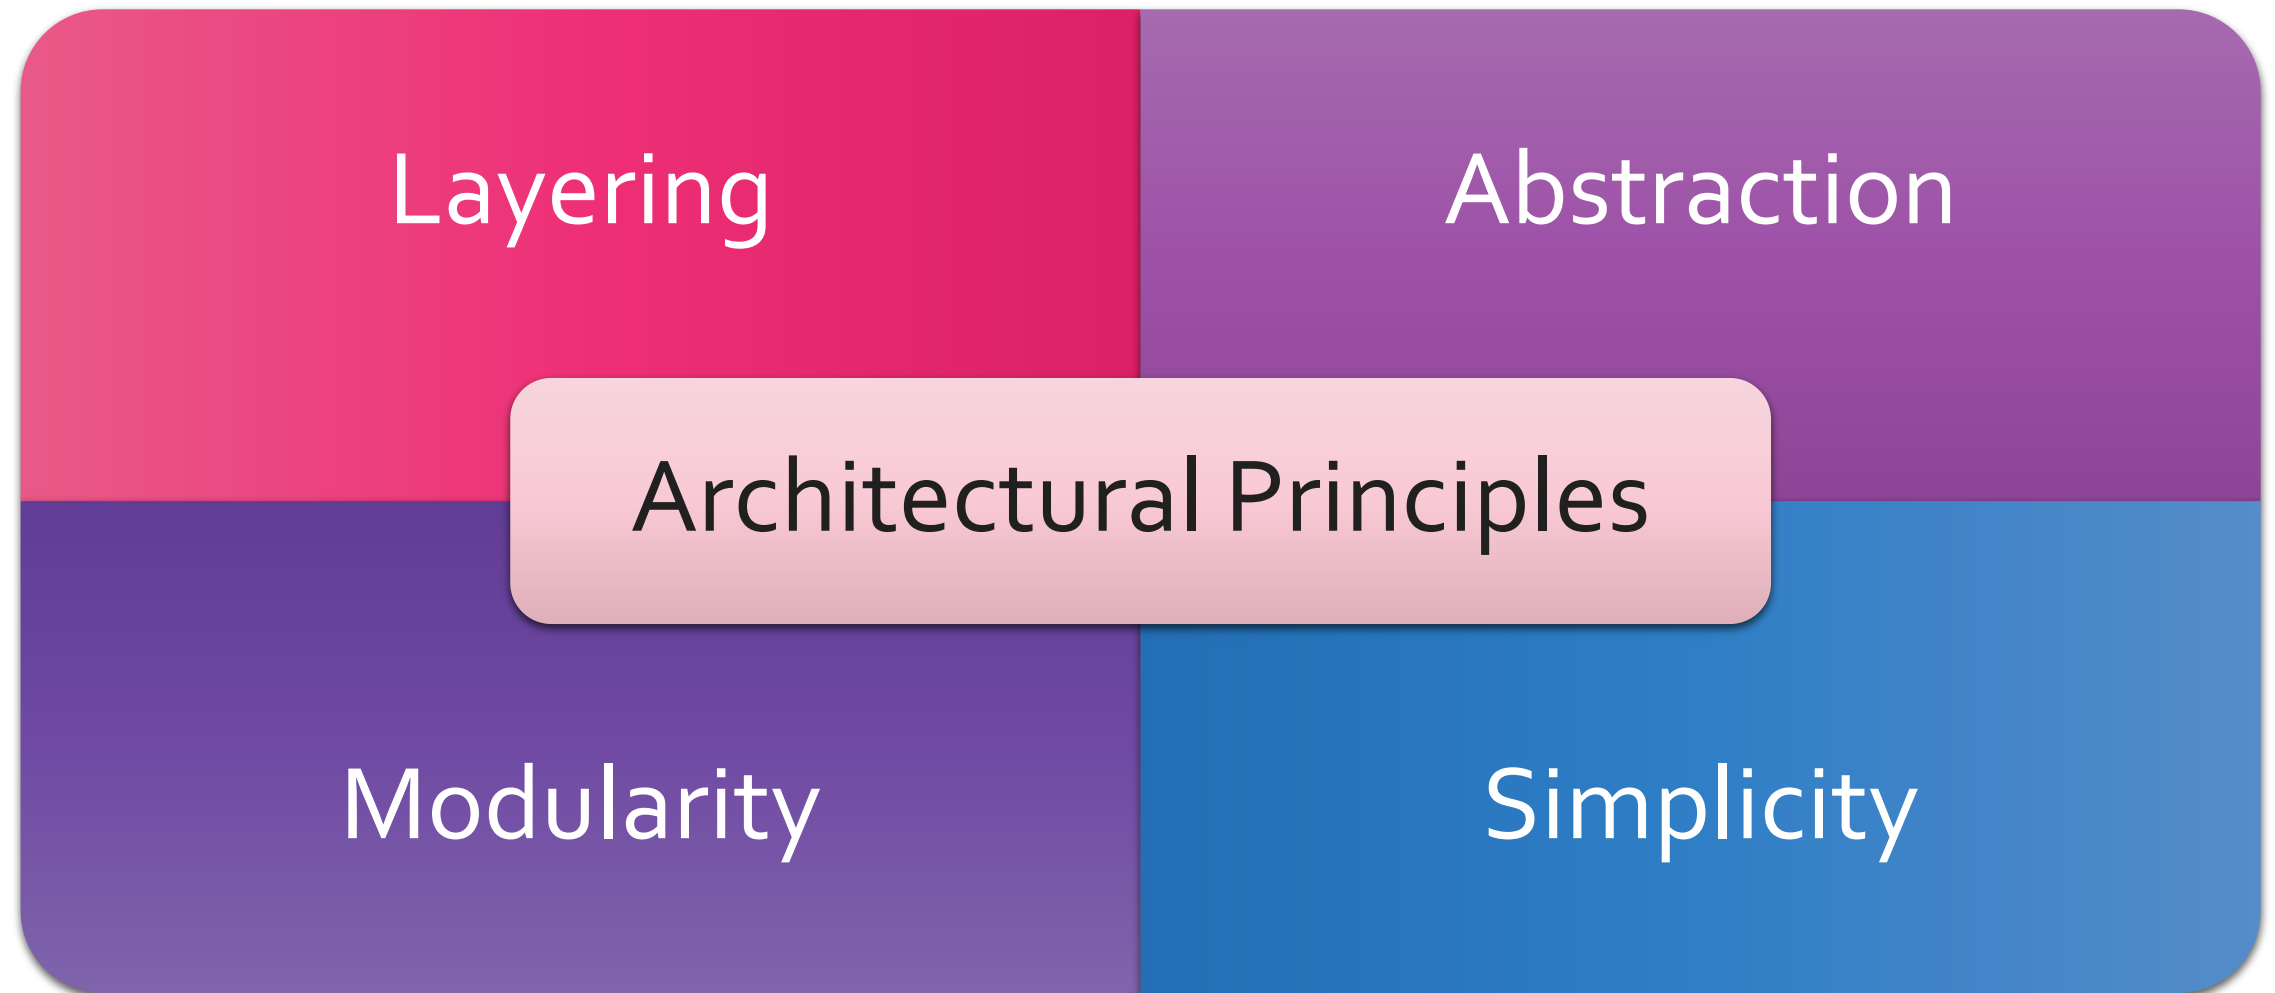 Layering
Abstraction
Architectural Principles
Modularity
Simplicity